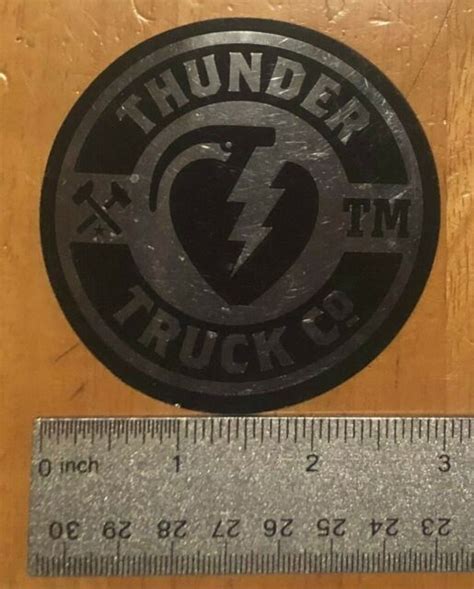 THUNDER
TM
TRUCK Cº
0 inch 1 2 3
30 29 28 27 26 25 24 23